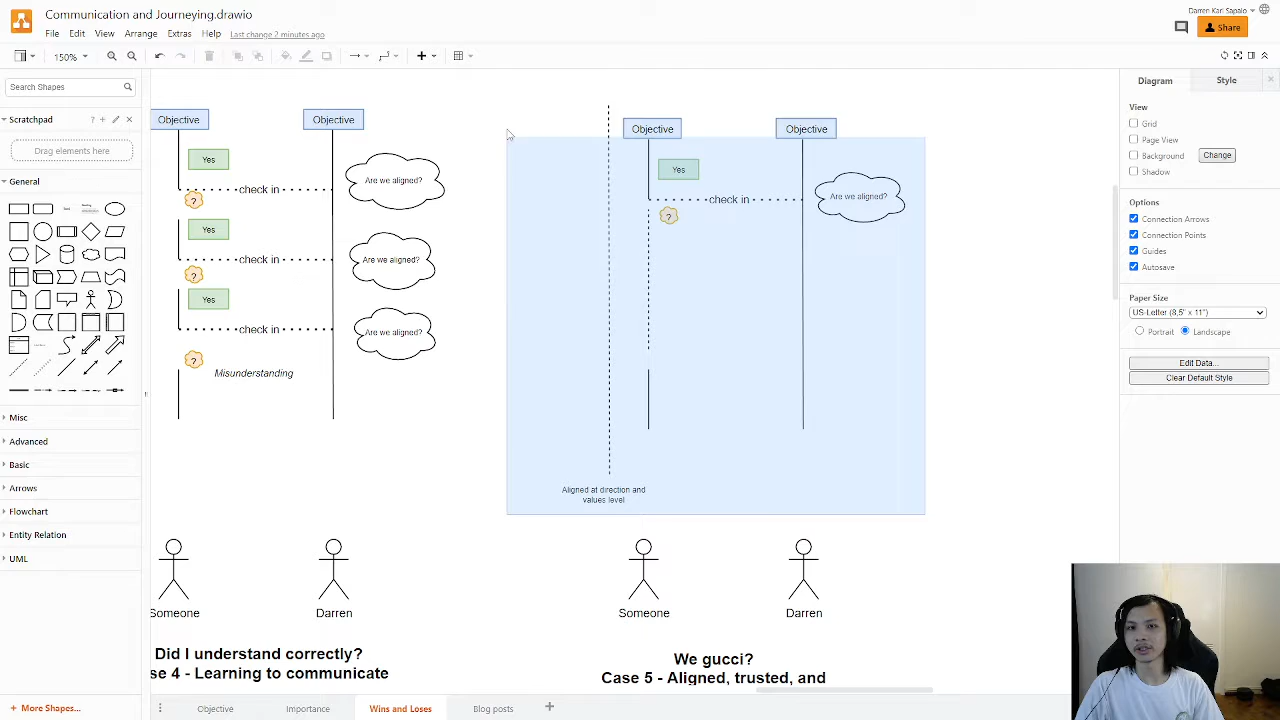 Communication and Journeying.drawio
Darren Karl Sapalo
File Edit View Arrange Extras Help Last change 2 minutes ago
Share
150%
Search Shapes
Scratchpad
Drag elements here
General
Misc
Advanced
Basic
Arrows
Flowchart
Entity Relation
UML
More Shapes...
Objective
Objective
Yes
Are we aligned?
check in
?
Yes
Are we aligned?
check in
?
Yes
check in
Are we aligned?
?
Misunderstanding
Someone
Darren
Did I understand correctly?
se 4 - Learning to communicate
Objective
Objective
Yes
Are we aligned?
check in
?
Aligned at direction and
values level
Someone
Darren
We gucci?
Case 5 - Aligned, trusted, and
Objective
Importance
Wins and Loses
Blog posts
Diagram
Style
View
Grid
Page View
Background
Change
Shadow
Options
Connection Arrows
Connection Points
Guides
Autosave
Paper Size
US-Letter (8,5" x 11")
Portrait
Landscape
Edit Data...
Clear Default Style